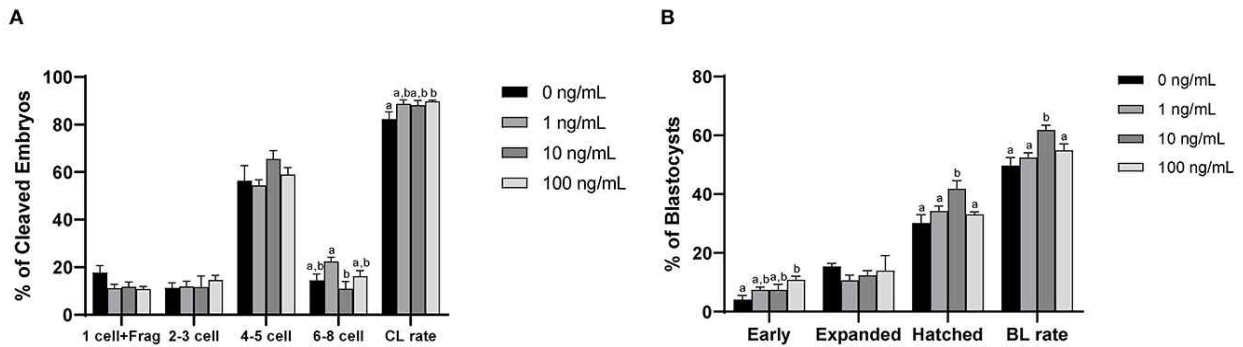 A
% of Cleaved Embryos
100
80
60
40
20
0
a
a,b
a,b
b
a,b
a
b
a,b
1 cell+Frag
2-3 cell
4-5 cell
6-8 cell
CL rate
0 ng/mL
1 ng/mL
10 ng/mL
100 ng/mL
B
% of Blastocysts
80
60
40
20
0
a
a,b
a,b
b
a
a
b
a
a
a
b
a
Early
Expanded
Hatched
BL rate
0 ng/mL
1 ng/mL
10 ng/mL
100 ng/mL